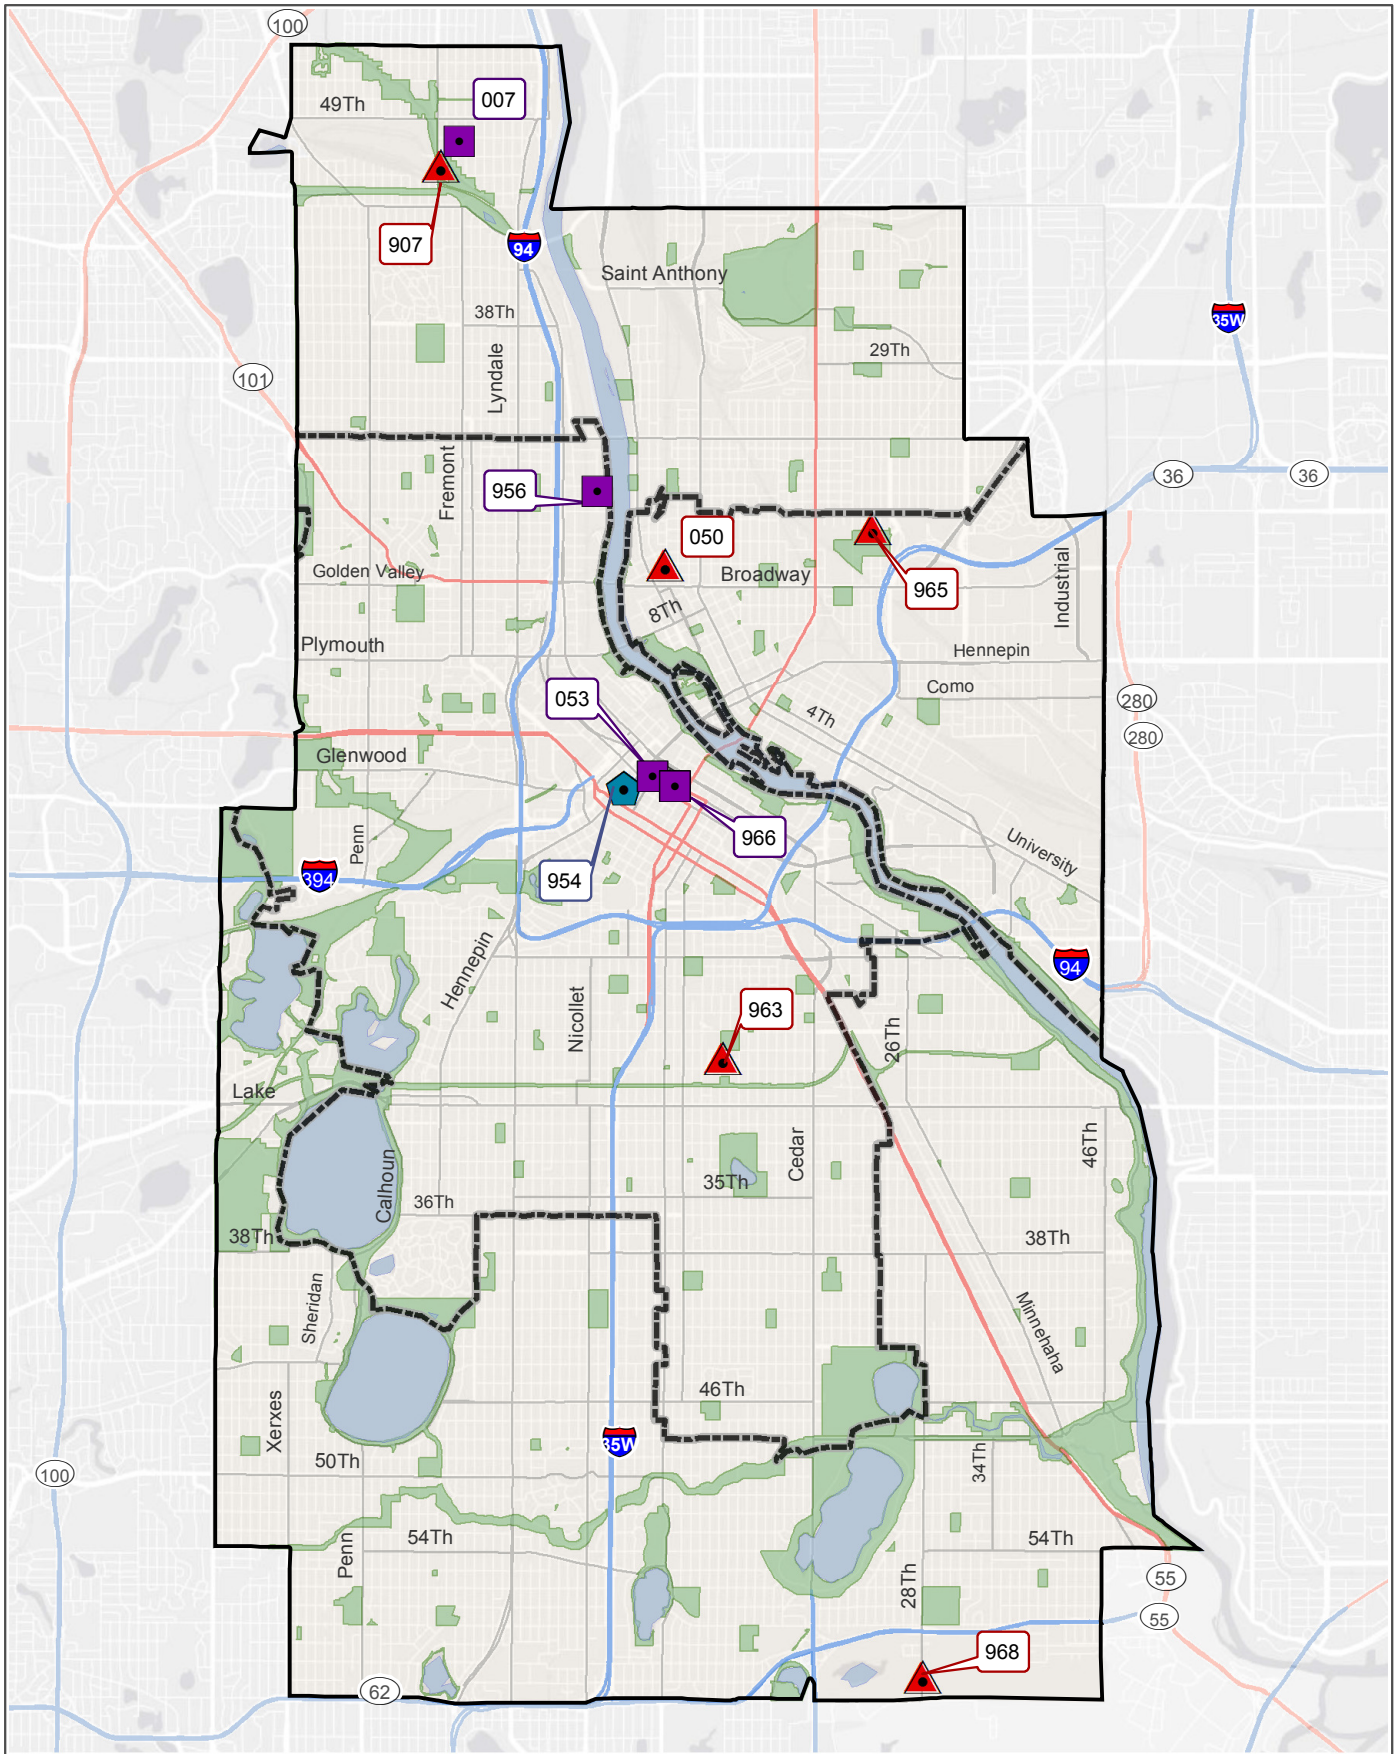 100
49Th
007
907
94
Saint Anthony
38Th
35W
29Th
Lyndale
101
Fremont
956
36
36
050
965
Golden Valley
Broadway
Industrial
8Th
Plymouth
Hennepin
Como
053
280
4Th
280
Glenwood
966
University
Penn
394
954
Hennepin
94
963
Nicollet
26Th
Lake
46Th
Cedar
Calhoun
35Th
36Th
38Th
38Th
Sheridan
Minnehaha
46Th
Xerxes
35W
50Th
34Th
100
54Th
54Th
Penn
55
28Th
55
968
62